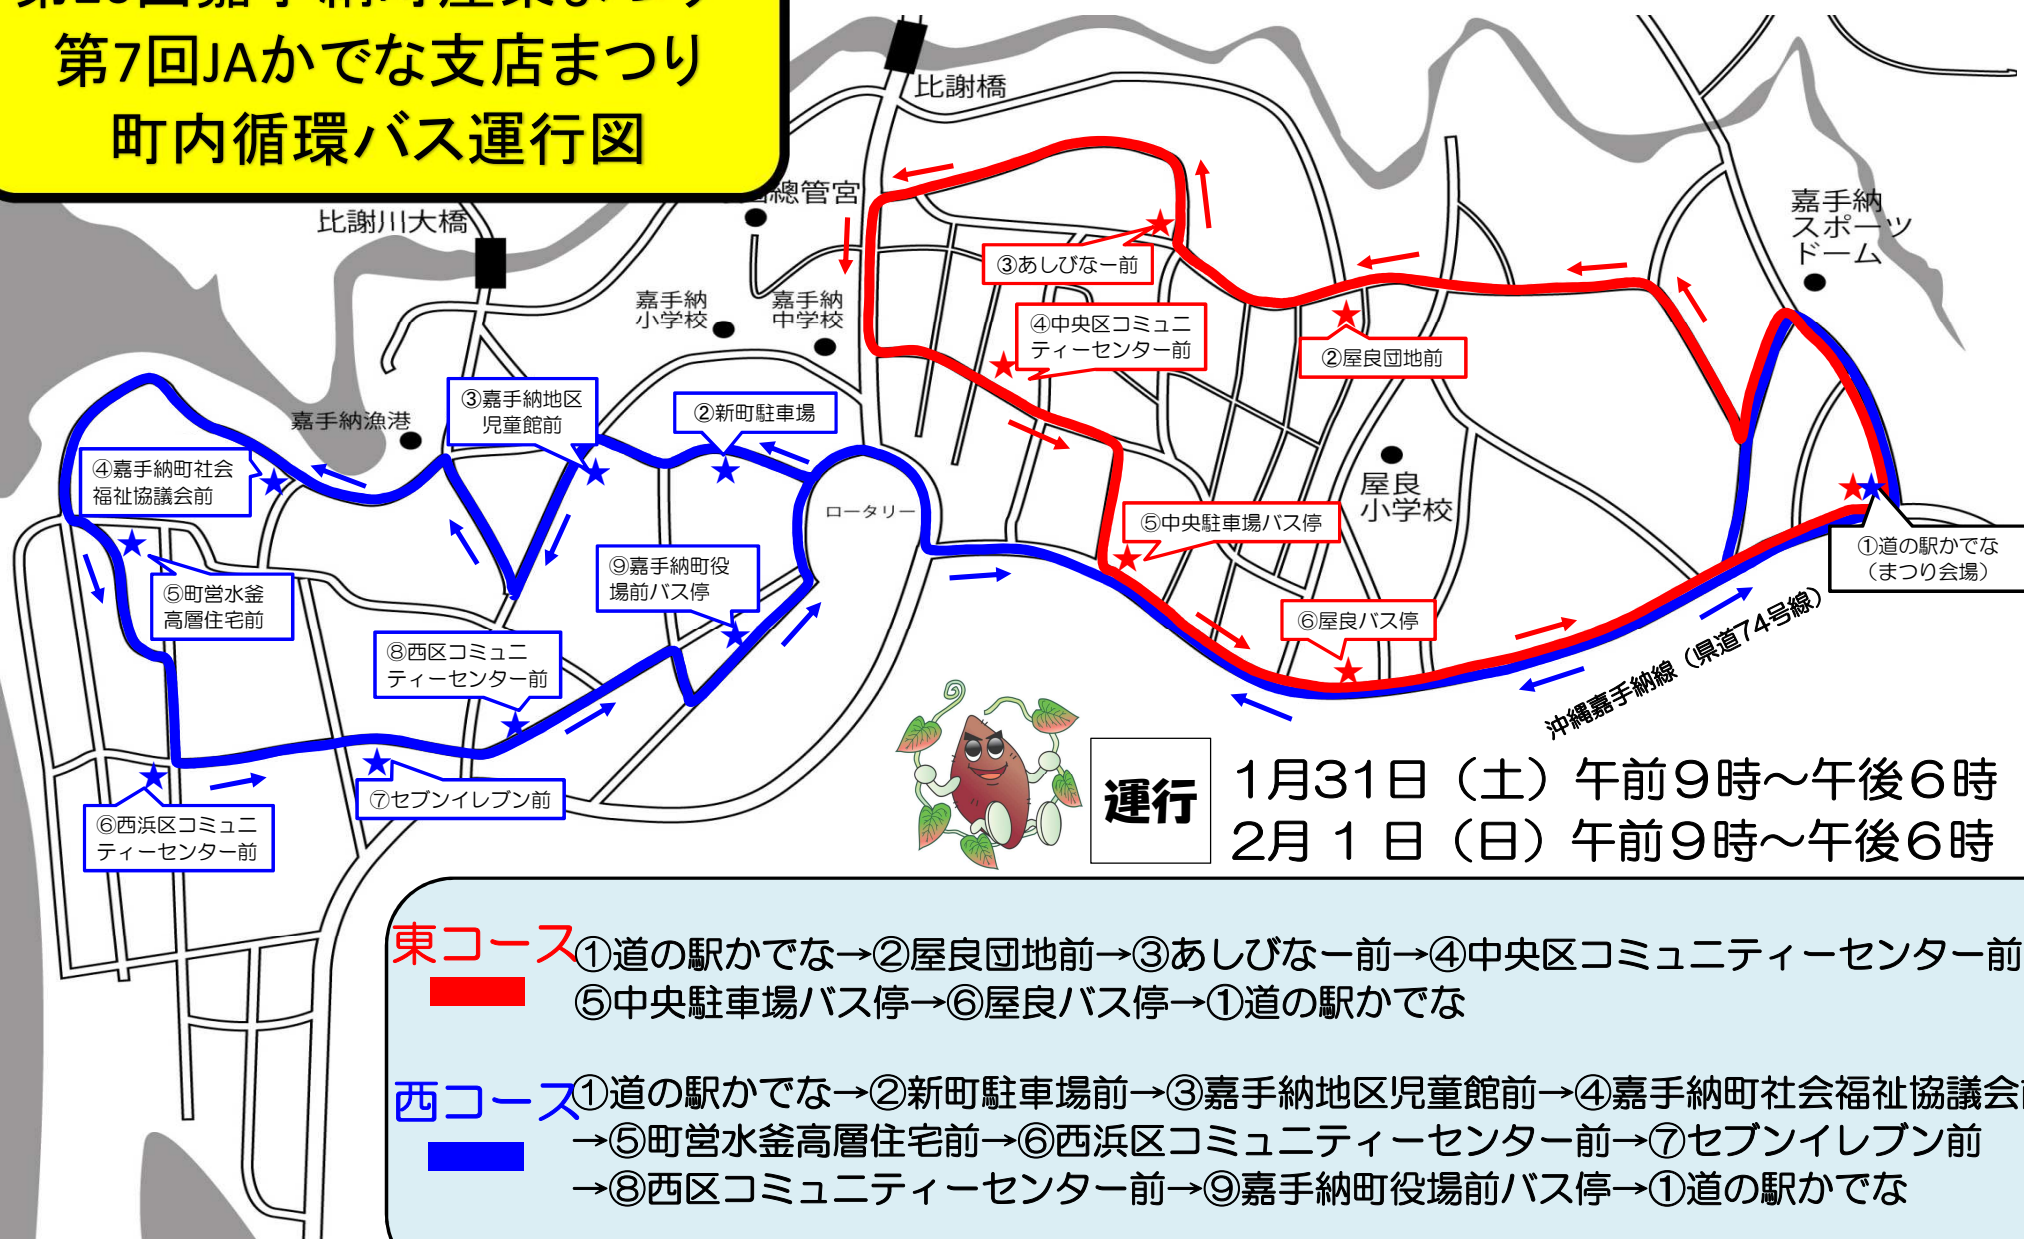 第7回JAかでな支店まつり
町内循環バス運行図
比謝橋
總管宮
比謝川大橋
嘉手納
小学校
嘉手納
中学校
嘉手納
スポーツ
ドーム
③あしびなー前
④中央区コミュニ
ティーセンター前
②屋良団地前
嘉手納漁港
③嘉手納地区
児童館前
②新町駐車場
④嘉手納町社会
福祉協議会前
ロータリー
屋良
小学校
⑤中央駐車場バス停
①道の駅かでな
（まつり会場）
⑨嘉手納町役
場前バス停
⑤町営水釜
高層住宅前
⑥屋良バス停
⑧西区コミュニ
ティーセンター前
沖縄嘉手納線（県道74号線）
⑦セブンイレブン前
⑥西浜区コミュニ
ティーセンター前
運行
1月31日（土）午前９時～午後６時
2月 1 日（日）午前９時～午後６時
東コース
①道の駅かでな→②屋良団地前→③あしびなー前→④中央区コミュニティーセンター前
⑤中央駐車場バス停→⑥屋良バス停→①道の駅かでな
西コース
①道の駅かでな→②新町駐車場前→③嘉手納地区児童館前→④嘉手納町社会福祉協議会
→⑤町営水釜高層住宅前→⑥西浜区コミュニティーセンター前→⑦セブンイレブン前
→⑧西区コミュニティーセンター前→⑨嘉手納町役場前バス停→①道の駅かでな